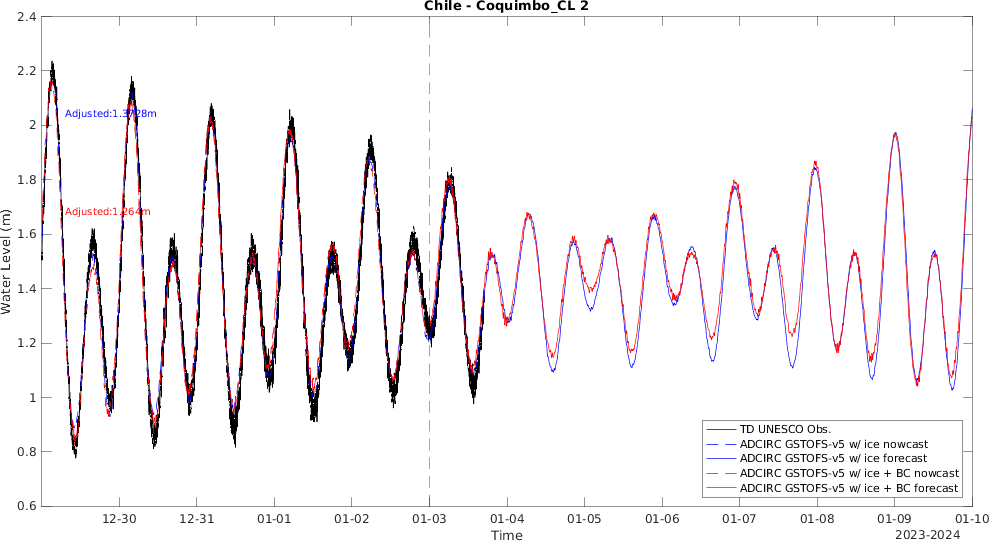 Chile - Coquimbo_CL 2
2.4
2.2
2
1.8
1.6
1.4
1.2
1
0.8
0.6
Water Level (m)
Adjusted:1.3728m
Adjusted:1.264m
TD UNESCO Obs.
ADCIRC GSTOFS-v5 w/ ice nowcast
ADCIRC GSTOFS-v5 w/ ice forecast
ADCIRC GSTOFS-v5 w/ ice + BC nowcast
ADCIRC GSTOFS-v5 w/ ice + BC forecast
12-30 12-31 01-01 01-02 01-03 01-04 01-05 01-06 01-07 01-08 01-09 01-10
Time
2023-2024